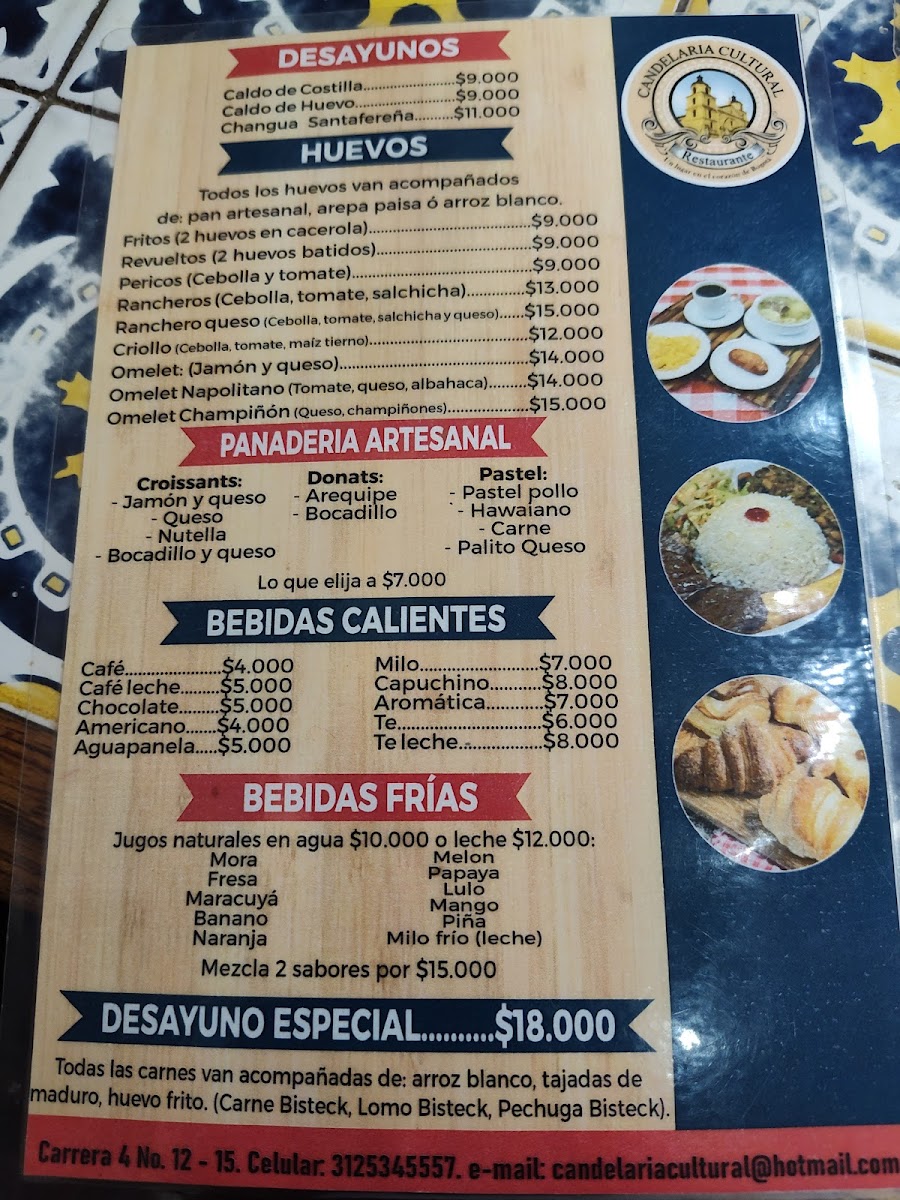 DESAYUNOS
Caldo de Costilla....................$9.000
Caldo de Huevo.....................$9.000
Changua Santafereña.........$11.000
HUEVOS
Todos los huevos van acompañados
de: pan artesanal, arepa paisa ó arroz blanco.
Fritos (2 huevos en cacerola)..................................$9.000
Revueltos (2 huevos batidos)................................$9.000
Pericos (Cebolla y tomate).....................................$9.000
Rancheros (Cebolla, tomate, salchicha)............$13.000
Ranchero queso (Cebolla, tomate, salchicha y queso).....$15.000
Criollo (Cebolla, tomate, maíz tierno).................................$12.000
Omelet: (Jamón y queso).......................................$14.000
Omelet Napolitano (Tomate, queso, albahaca)........$14.000
Omelet Champiñón (Queso, champiñones).................$15.000
PANADERIA ARTESANAL
Croissants:
- Jamón y queso
- Queso
- Nutella
- Bocadillo y queso
Donats:
- Arequipe
- Bocadillo
Pastel:
- Pastel pollo
- Hawaiano
- Carne
- Palito Queso
Lo que elija a $7.000
BEBIDAS CALIENTES
Café...................$4.000
Café leche........$5.000
Chocolate........$5.000
Americano......$4.000
Aguapanela.....$5.000
Milo.......................$7.000
Capuchino..........$8.000
Aromática...........$7.000
Te...........................$6.000
Te leche.................$8.000
BEBIDAS FRÍAS
Jugos naturales en agua $10.000 o leche $12.000:
Mora
Fresa
Maracuyá
Banano
Naranja
Melon
Papaya
Lulo
Mango
Piña
Milo frío (leche)
Mezcla 2 sabores por $15.000
DESAYUNO ESPECIAL..........$18.000
Todas las carnes van acompañadas de: arroz blanco, tajadas de
maduro, huevo frito. (Carne Bisteck, Lomo Bisteck, Pechuga Bisteck).
Carrera 4 No. 12 - 15. Celular: 3125345557. e-mail: candelariacultural@hotmail.com
CANDELARIA CULTURAL
Restaurante
Un lugar en el corazón de Bogotá